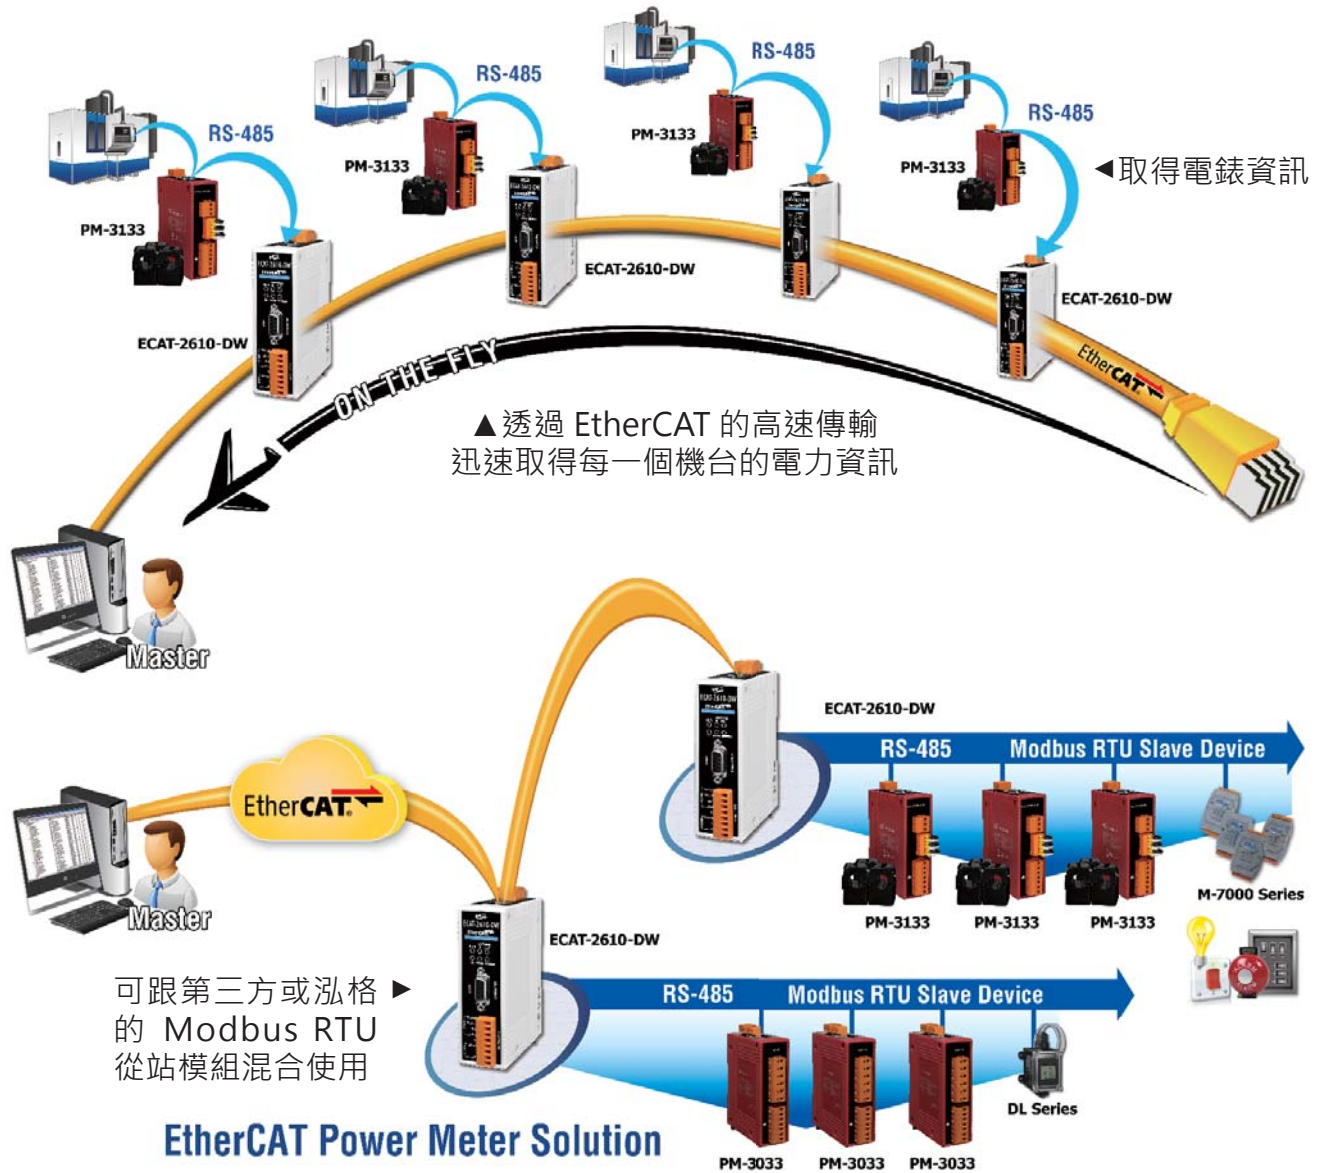 RS-485
RS-485
RS-485
RS-485
PM-3133
PM-3133
PM-3133
PM-3133
◄取得電錶資訊
ECAT-2610-DW
ECAT-2610-DW
ECAT-2610-DW
ON THE FLY
EtherCAT
▲透過 EtherCAT 的高速傳輸
迅速取得每一個機台的電力資訊
Master
ECAT-2610-DW
ECAT-2610-DW
RS-485 Modbus RTU Slave Device
EtherCAT
Master
PM-3133 PM-3133 PM-3133
M-7000 Series
ECAT-2610-DW
ECAT-2610-DW
可跟第三方或泓格 ►
的 Modbus RTU
從站模組混合使用
RS-485 Modbus RTU Slave Device
DL Series
PM-3033 PM-3033 PM-3033
EtherCAT Power Meter Solution